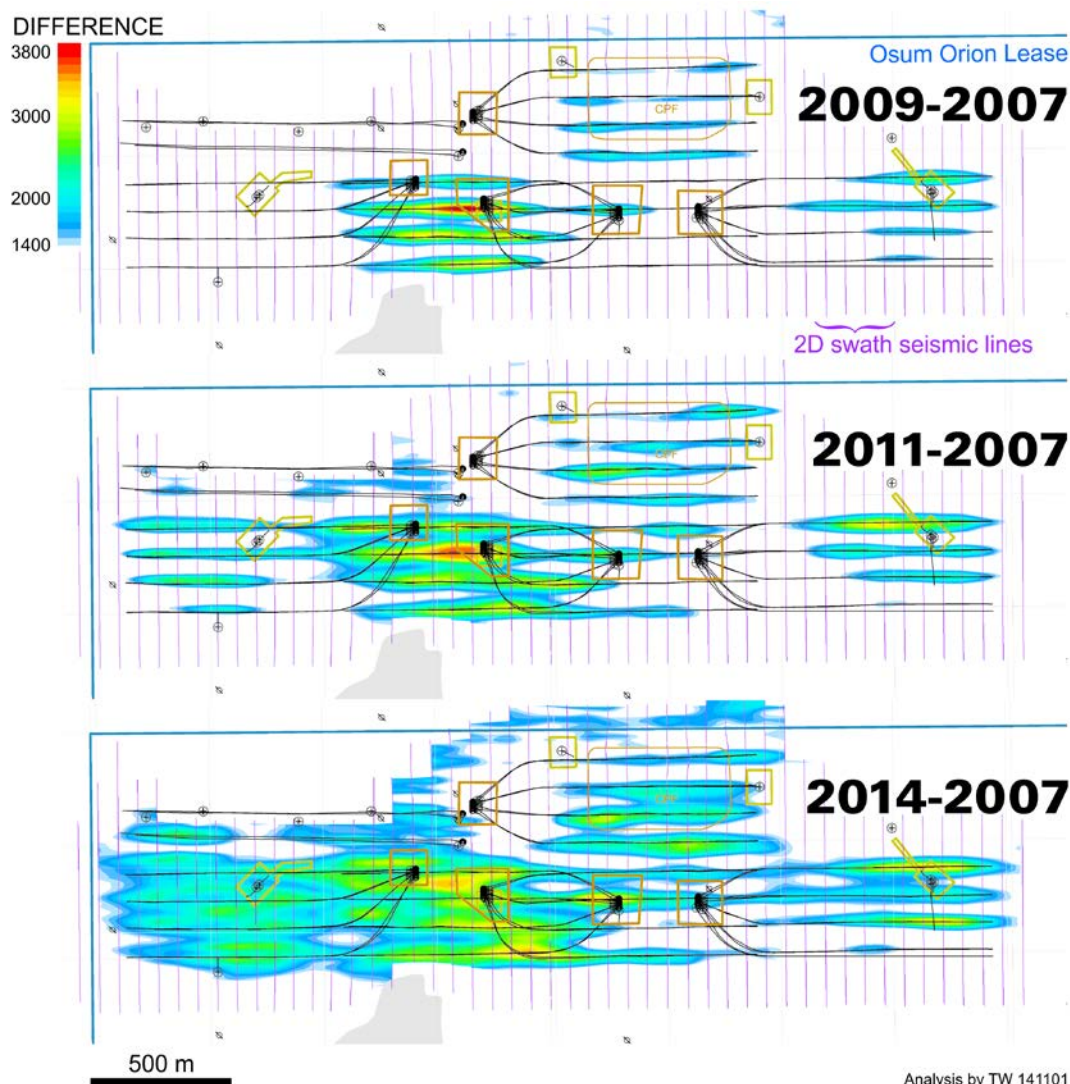 DIFFERENCE
3800
3000
2000
1400
Osum Orion Lease
2009-2007
CPF
2D swath seismic lines
2011-2007
CPF
2014-2007
CPF
500 m
Analysis by TW 141101